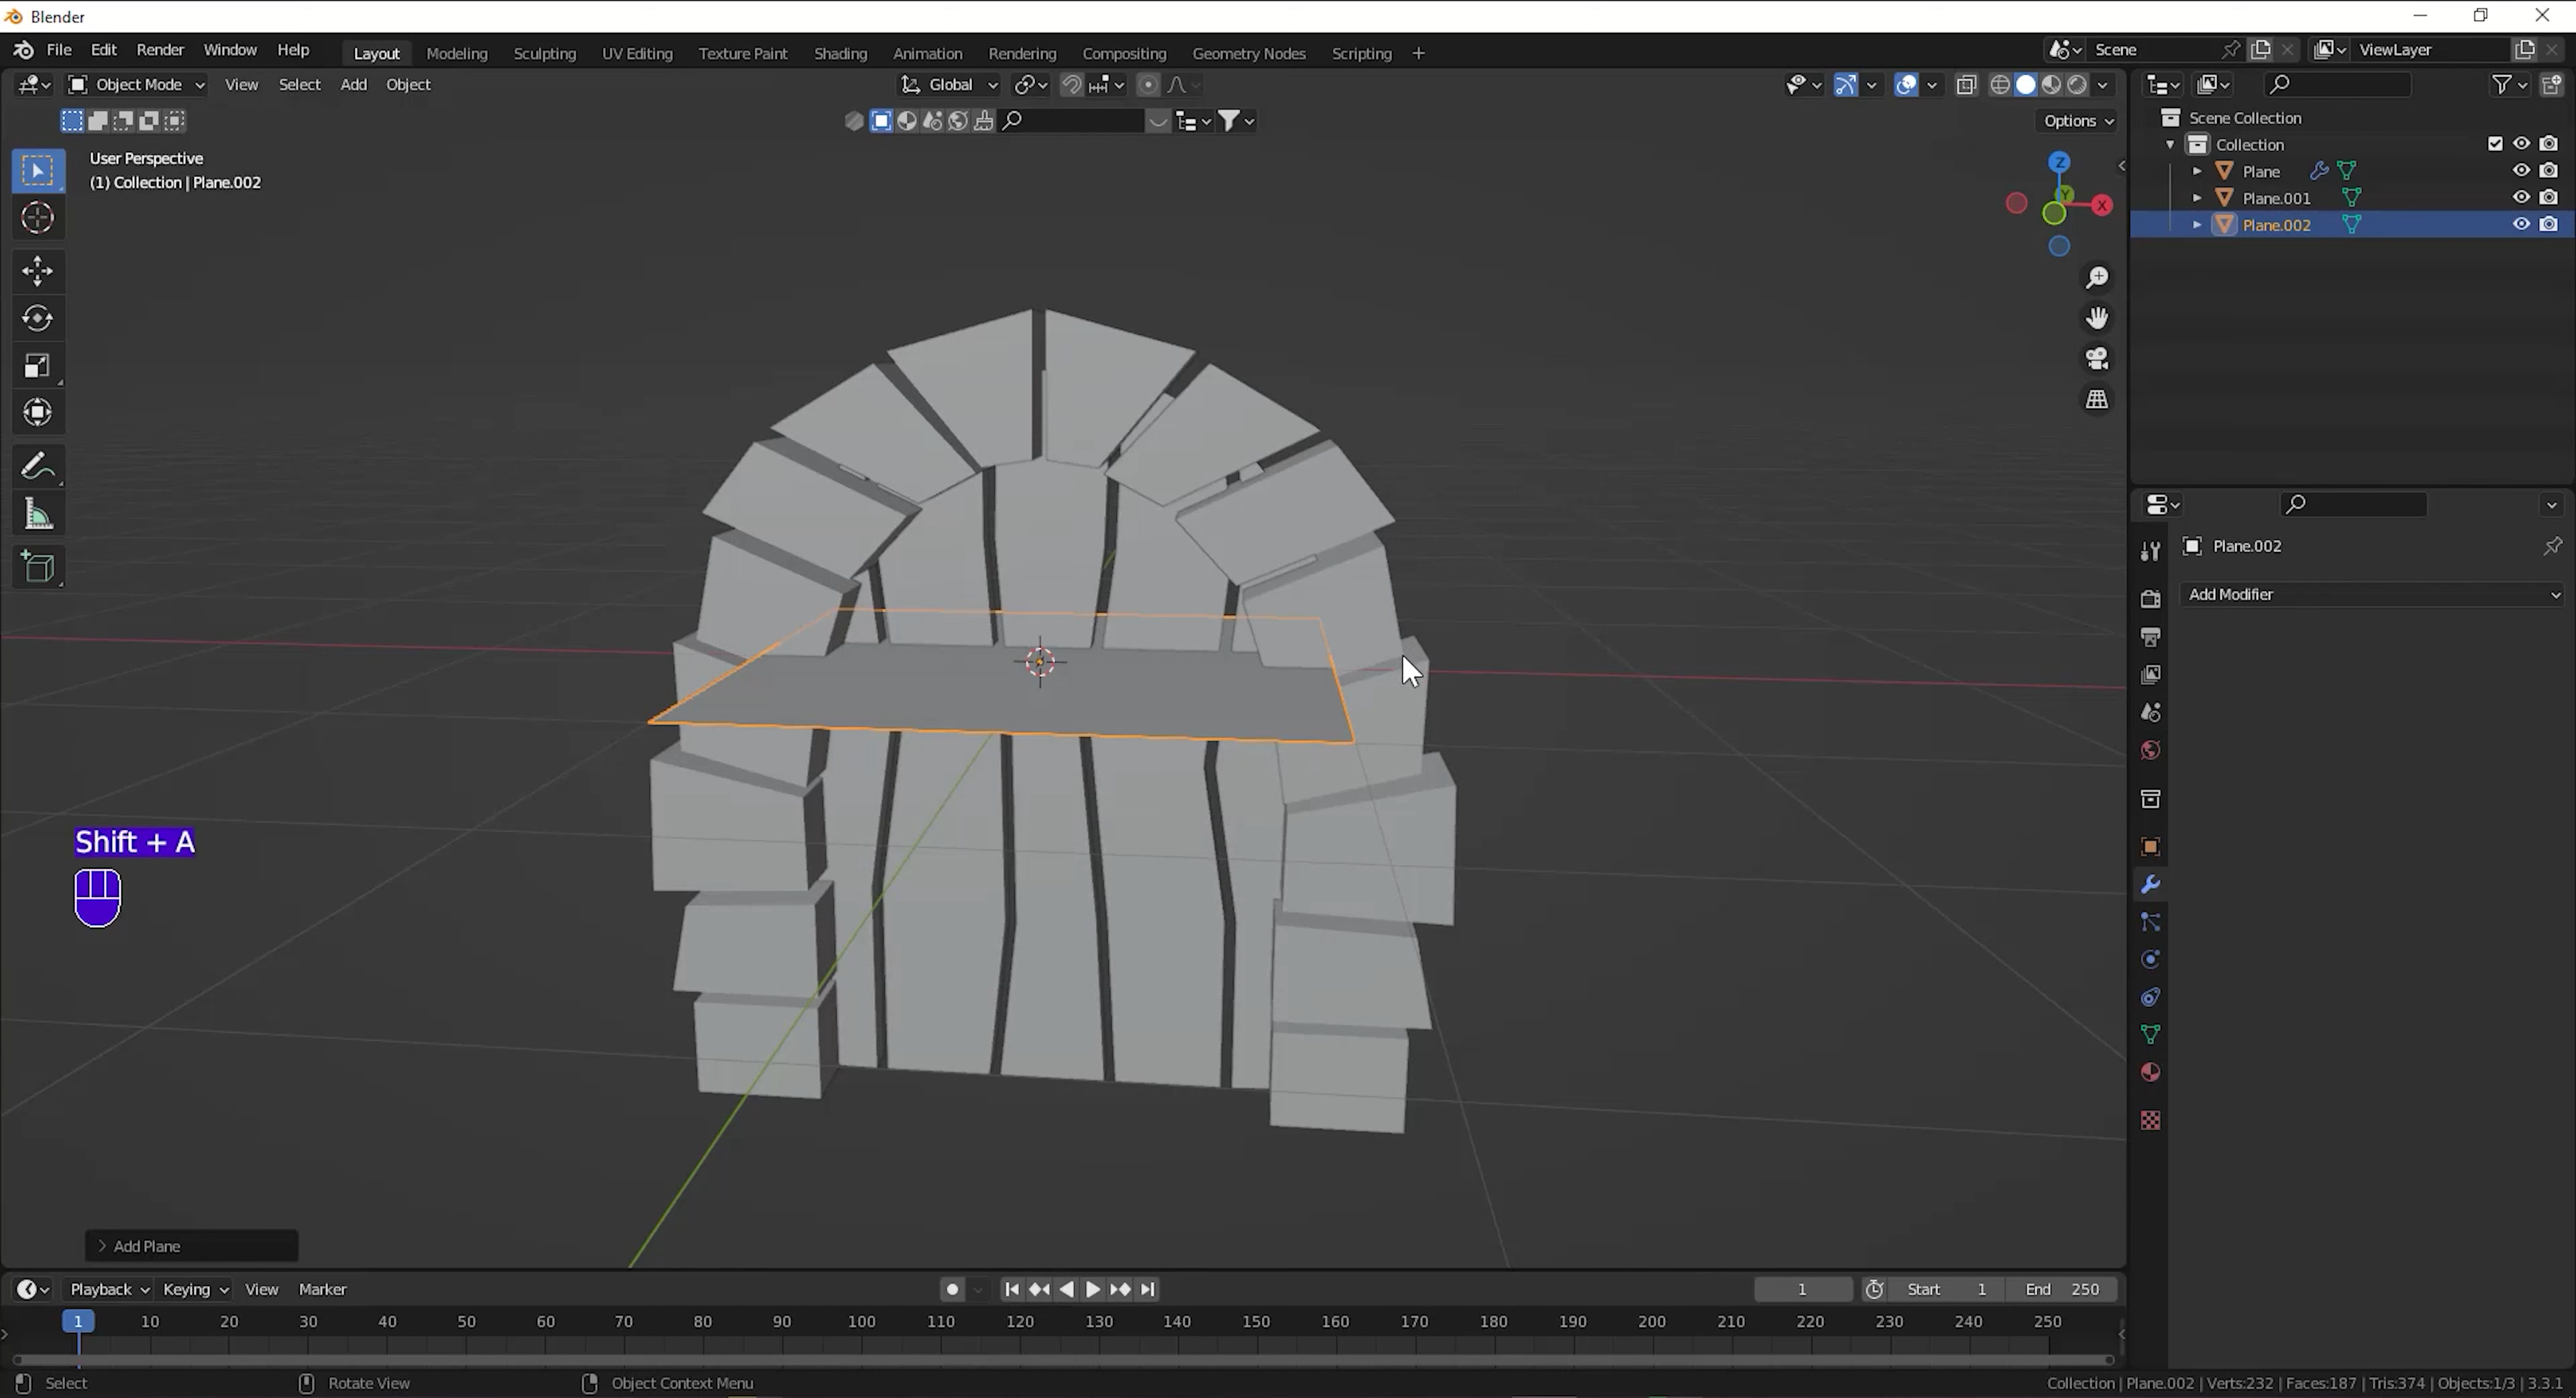 Blender
File Edit Render Window Help Layout Modeling Sculpting UV Editing Texture Paint Shading Animation Rendering Compositing Geometry Nodes Scripting + Scene ViewLayer
Object Mode View Select Add Object Global
Options
User Perspective
(1) Collection | Plane.002
Z
Y
X
Scene Collection
Collection
Plane
Plane.001
Plane.002
Plane.002
Add Modifier
Shift + A
Add Plane
Playback Keying View Marker 1 Start 1 End 250
1 10 20 30 40 50 60 70 80 90 100 110 120 130 140 150 160 170 180 190 200 210 220 230 240 250
Select Rotate View Object Context Menu Collection | Plane.002 | Verts:232 | Faces:187 | Tris:374 | Objects:1/3 | 3.3.1